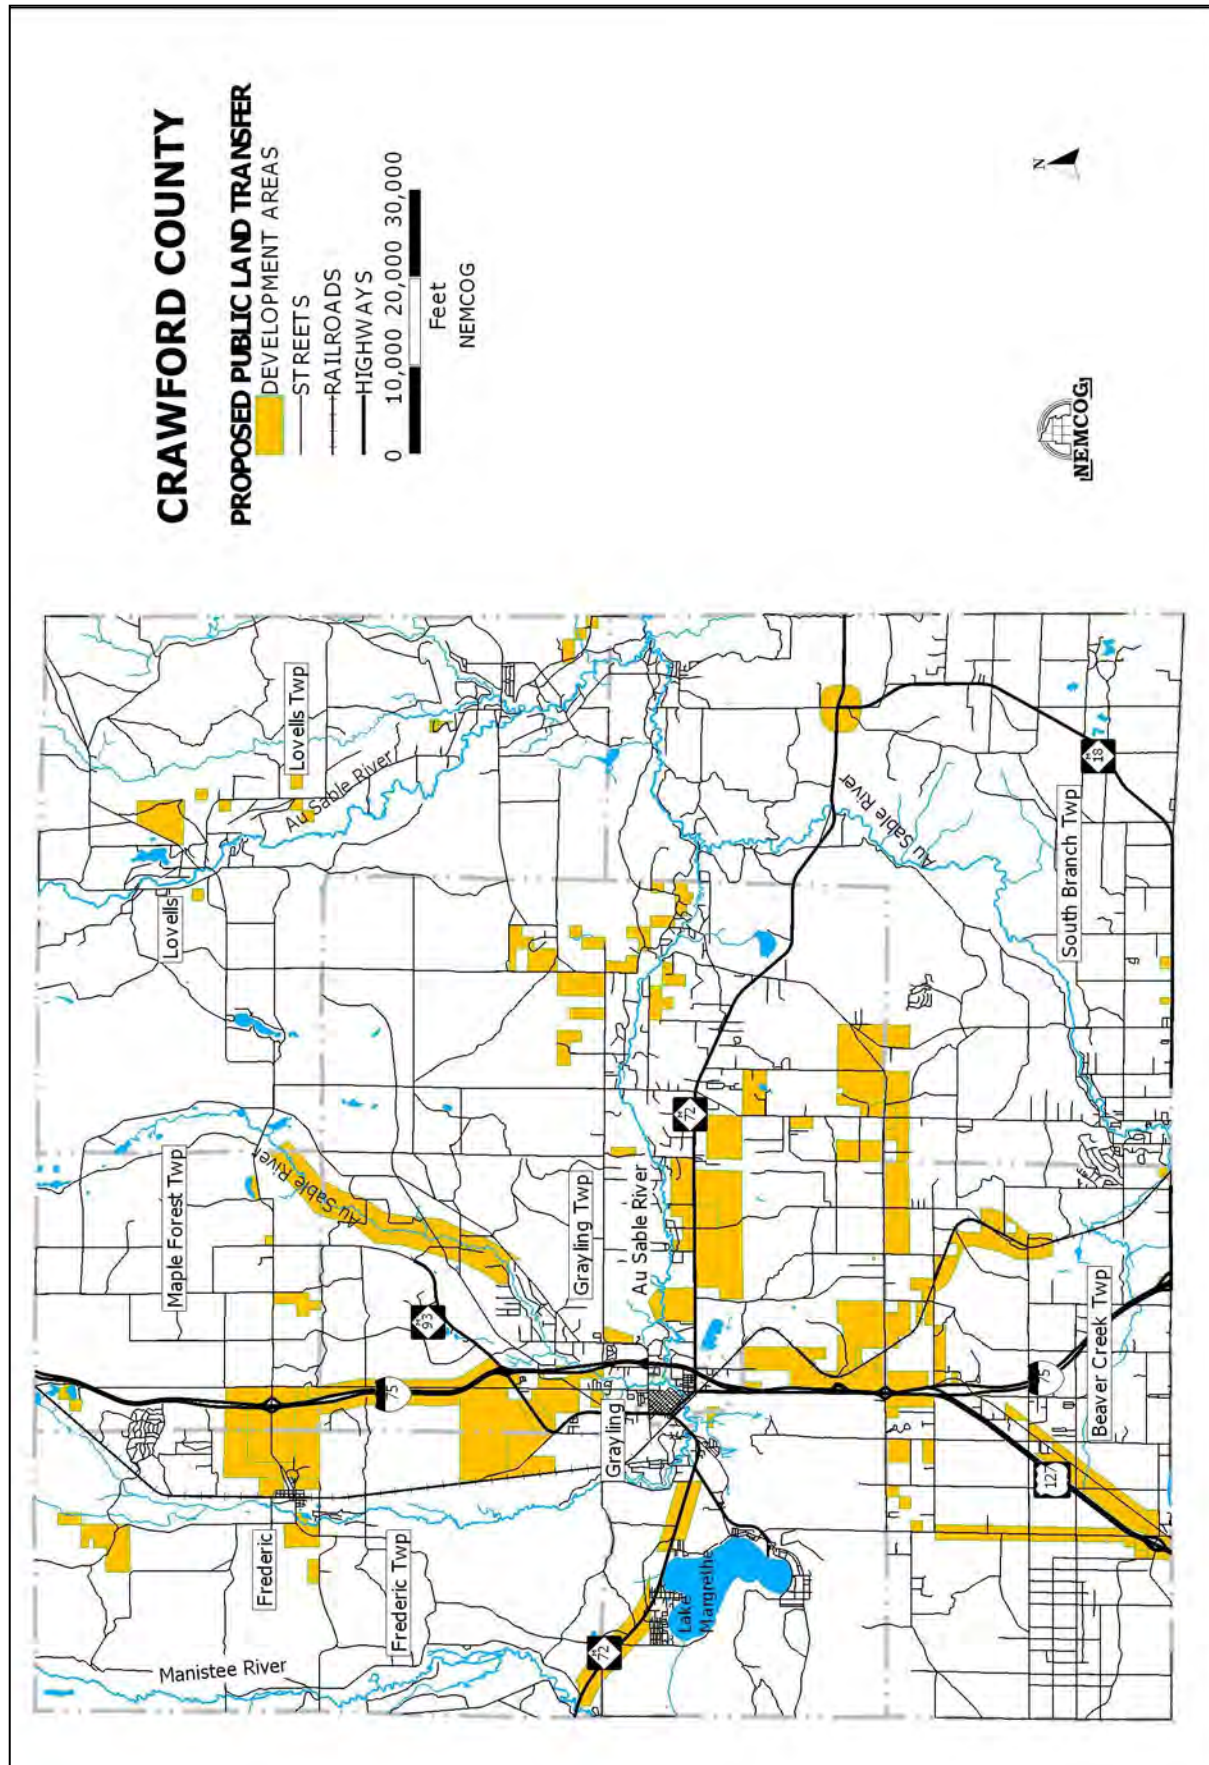 CRAWFORD COUNTY
PROPOSED PUBLIC LAND TRANSFER
DEVELOPMENT AREAS
STREETS
RAILROADS
HIGHWAYS
0 10,000 20,000 30,000
Feet
NEMCOG
N
NEMCOG
Lovells Twp
Au Sable River
Lovells
Maple Forest Twp
Au Sable River
M
93
75
Frederic
Frederic Twp
Manistee River
Grayling Twp
Au Sable River
M
72
Grayling
Lake
Margrethe
M
72
Au Sable River
South Branch Twp
M
18
Beaver Creek Twp
75
127